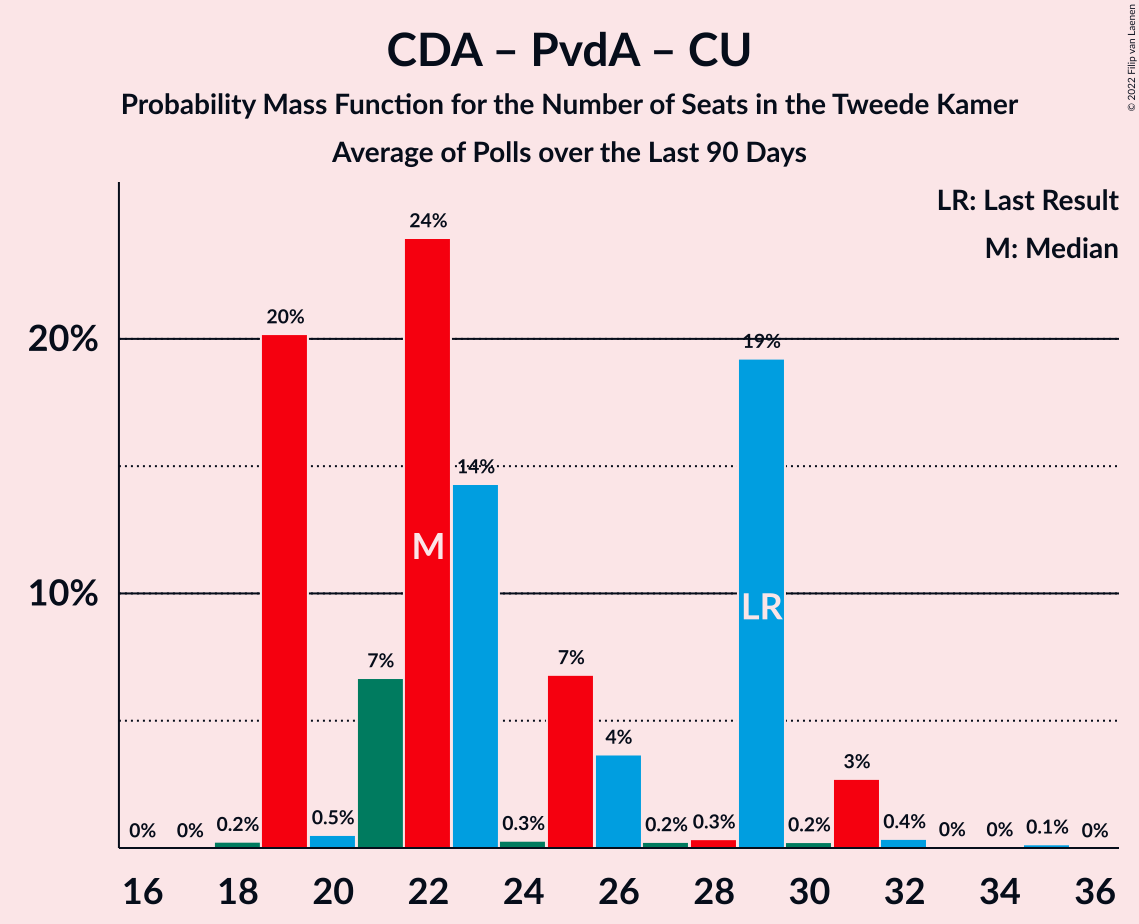 CDA – PvdA – CU
Probability Mass Function for the Number of Seats in the Tweede Kamer
Average of Polls over the Last 90 Days
© 2022 Filip van Laenen
LR: Last Result
M: Median
20%
10%
0%
0%
0.2%
20%
0.5%
7%
24%
14%
0.3%
7%
4%
0.2%
0.3%
19%
0.2%
3%
0.4%
0%
0%
0.1%
0%
M
LR
16 18 20 22 24 26 28 30 32 34 36